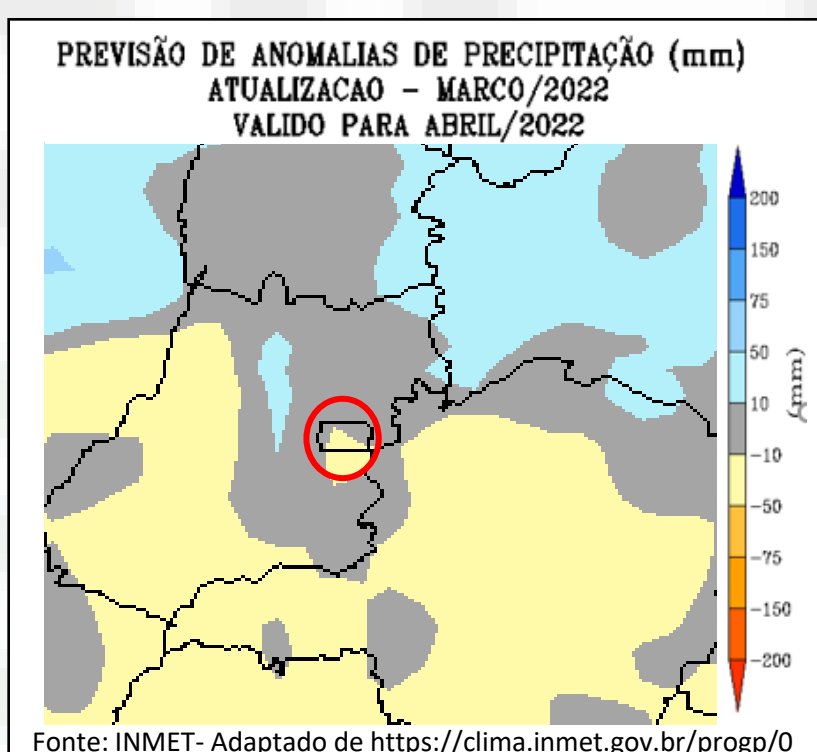 PREVISÃO DE ANOMALIAS DE PRECIPITAÇÃO (mm)
ATUALIZACAO – MARCO/2022
VALIDO PARA ABRIL/2022
200
150
75
50
10
−10
−50
−75
−150
−200
(mm)
Fonte: INMET- Adaptado de https://clima.inmet.gov.br/progp/0